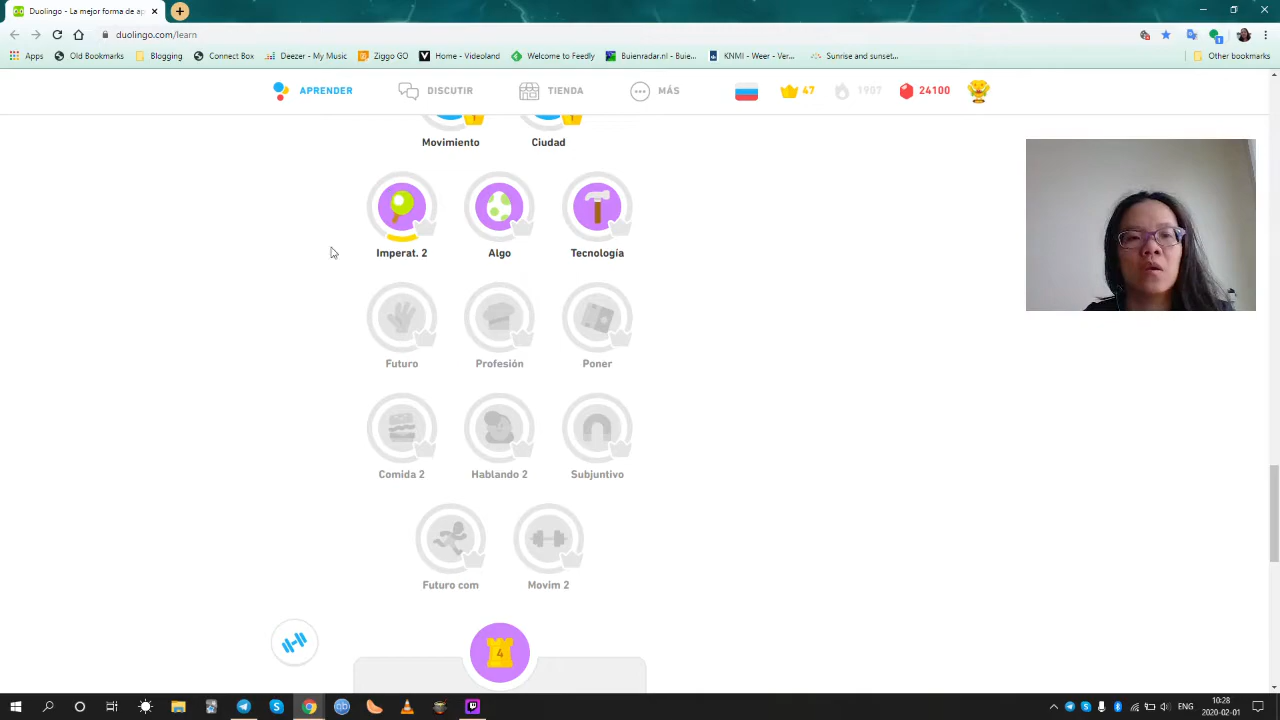 Duolingo - La mejor forma de ap
duolingo.com/learn
Apps
Old Bookmarks
Blogging
Connect Box
Deezer - My Music
Ziggo GO
Home - Videoland
Welcome to Feedly
Buienradar.nl - Buie...
KNMI - Weer - Ver...
Sunrise and sunset...
Other bookmarks
APRENDER
DISCUTIR
TIENDA
MÁS
47
1907
24100
Movimiento
Ciudad
Imperat. 2
Algo
Tecnología
Futuro
Profesión
Poner
Comida 2
Hablando 2
Subjuntivo
Futuro com
Movim 2
4
ENG
10:28
2020-02-01